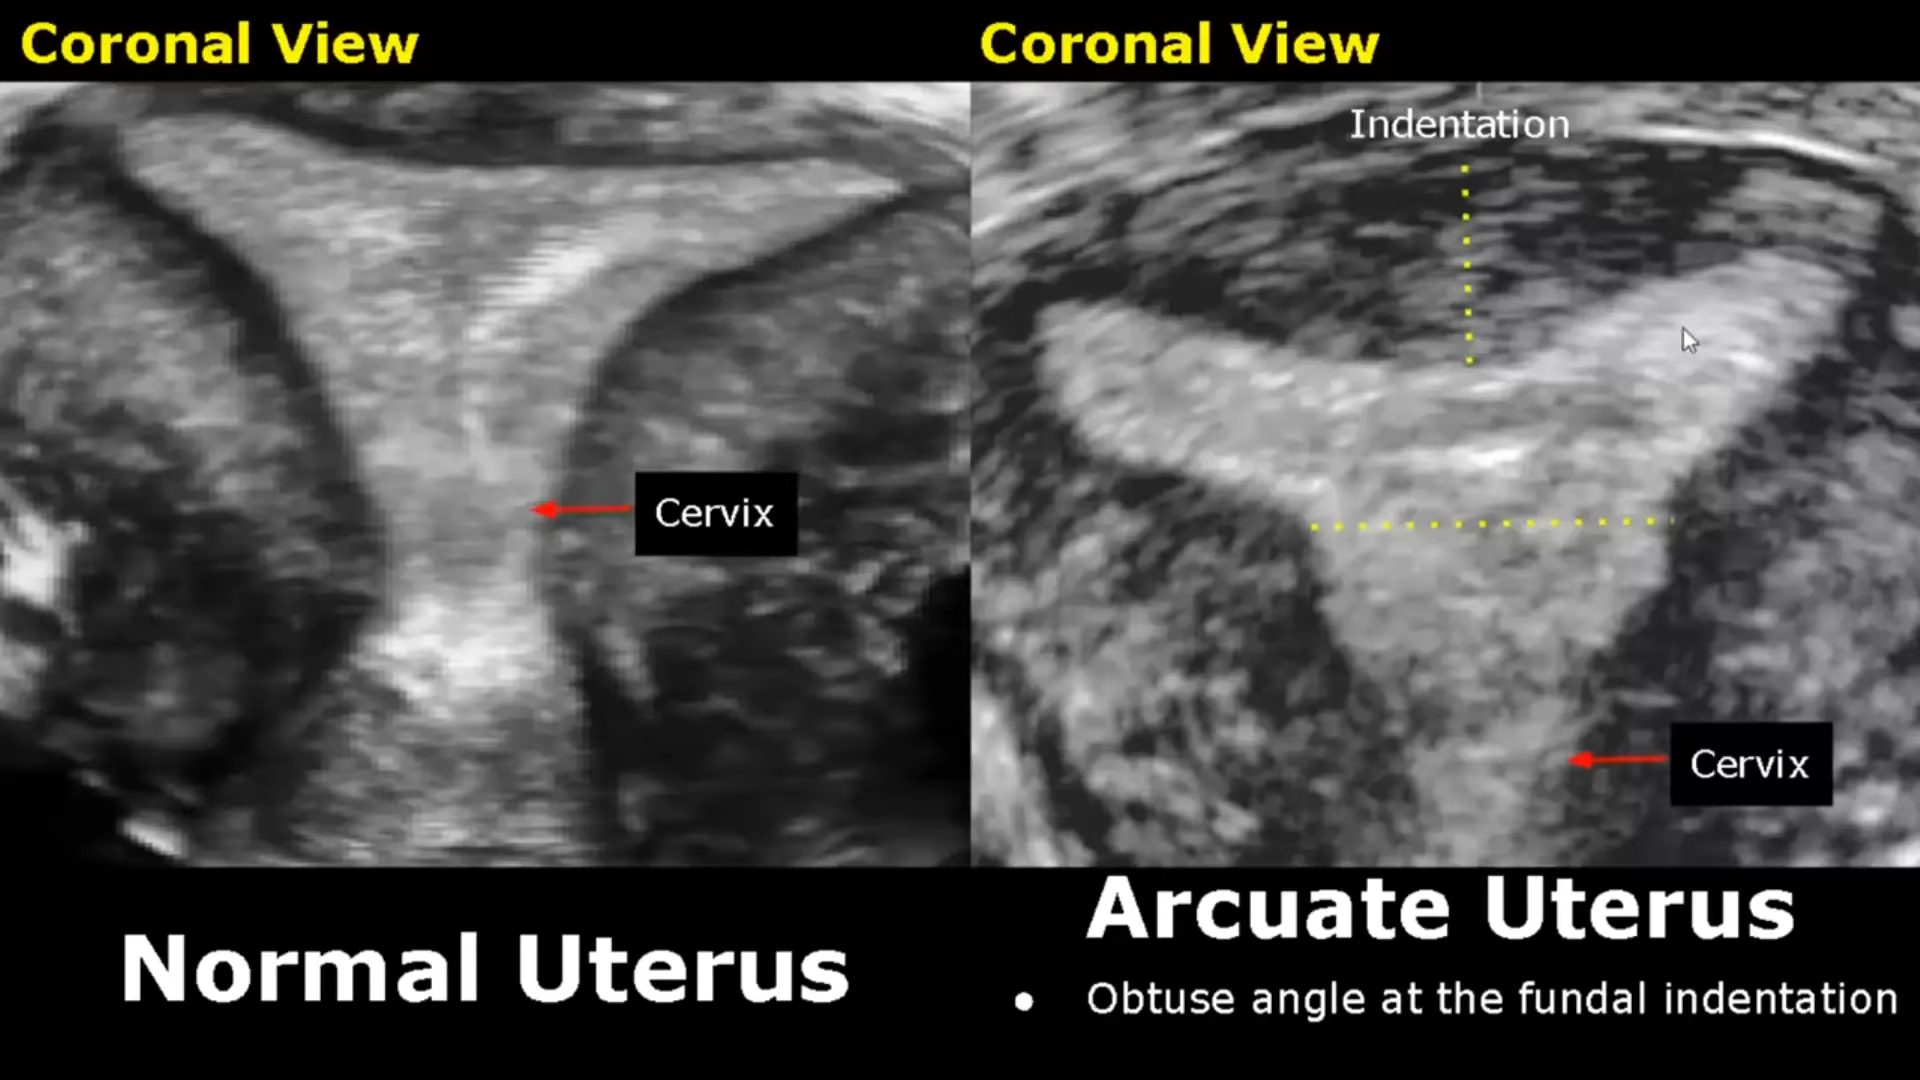 Coronal View
Cervix
Normal Uterus
Coronal View
Indentation
Cervix
Arcuate Uterus
• Obtuse angle at the fundal indentation